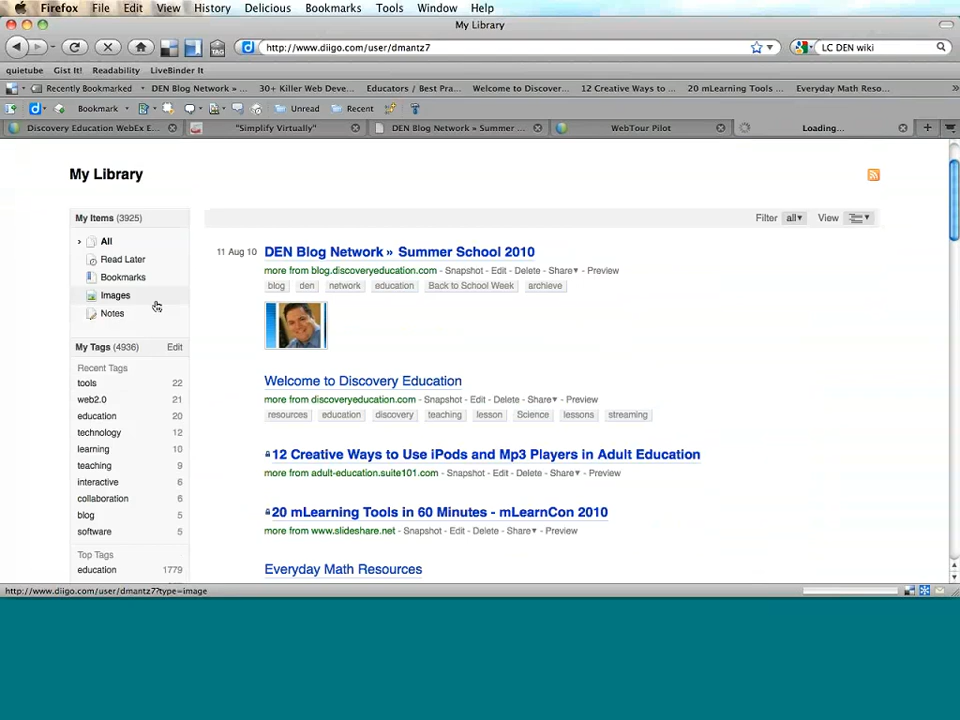 Firefox File Edit View History Delicious Bookmarks Tools Window Help
My Library
http://www.diigo.com/user/dmantz7 LC DEN wiki
quietube Gist It! Readability LiveBinder It
Recently Bookmarked DEN Blog Network » ... 30+ Killer Web Deve... Educators / Best Pra... Welcome to Discover... 12 Creative Ways to ... 20 mLearning Tools ... Everyday Math Reso... »
Bookmark Unread Recent
Discovery Education WebEx E... "Simplify Virtually" DEN Blog Network » Summer ... WebTour Pilot Loading...
My Library
My Items (3925)
Filter all▾ View
All
Read Later
Bookmarks
Images
Notes
My Tags (4936) Edit
Recent Tags
tools 22
web2.0 21
education 20
technology 12
learning 10
teaching 9
interactive 6
collaboration 6
blog 5
software 5
Top Tags
education 1779
11 Aug 10 DEN Blog Network » Summer School 2010
more from blog.discoveryeducation.com - Snapshot - Edit - Delete - Share▾ - Preview
blog den network education Back to School Week archieve
Welcome to Discovery Education
more from discoveryeducation.com - Snapshot - Edit - Delete - Share▾ - Preview
resources education discovery teaching lesson Science lessons streaming
12 Creative Ways to Use iPods and Mp3 Players in Adult Education
more from adult-education.suite101.com - Snapshot - Edit - Delete - Share▾ - Preview
20 mLearning Tools in 60 Minutes - mLearnCon 2010
more from www.slideshare.net - Snapshot - Edit - Delete - Share▾ - Preview
Everyday Math Resources
http://www.diigo.com/user/dmantz7?type=image